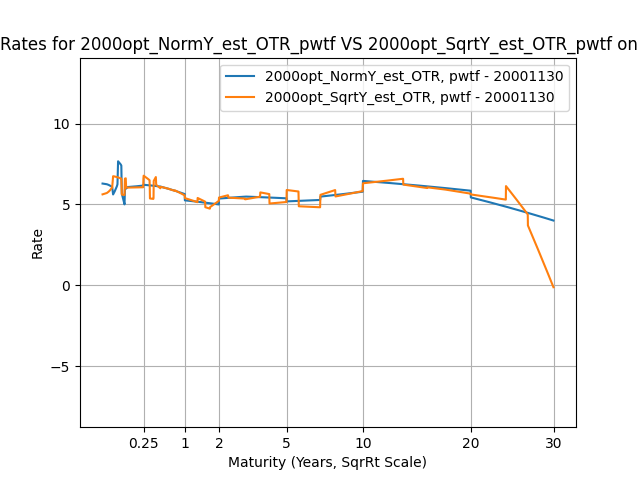 Rates for 2000opt_NormY_est_OTR_pwtf VS 2000opt_SqrtY_est_OTR_pwtf on
2000opt_NormY_est_OTR, pwtf - 20001130
2000opt_SqrtY_est_OTR, pwtf - 20001130
10
5
0
−5
Rate
0.25 1 2 5 10 20 30
Maturity (Years, SqrRt Scale)